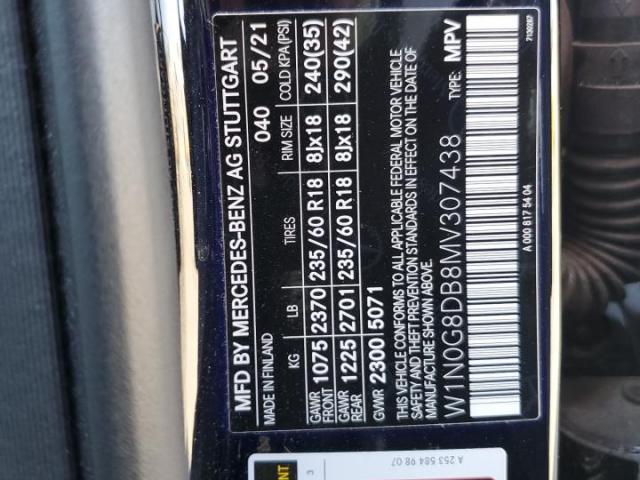 MFD BY MERCEDES-BENZ AG STUTTGART
MADE IN FINLAND 040 05/21
KG LB TIRES RIM SIZE COLD KPA(PSI)
GAWR FRONT 1075 2370 235/60 R18 8Jx18 240(35)
GAWR REAR 1225 2701 235/60 R18 8Jx18 290(42)
GVWR 2300 5071
THIS VEHICLE CONFORMS TO ALL APPLICABLE FEDERAL MOTOR VEHICLE
SAFETY AND THEFT PREVENTION STANDARDS IN EFFECT ON THE DATE OF
MANUFACTURE SHOWN ABOVE.
TYPE: MPV
W1N0G8DB8MV307438
A 000 817 54 04
7130287
A 253 584 98 07
3